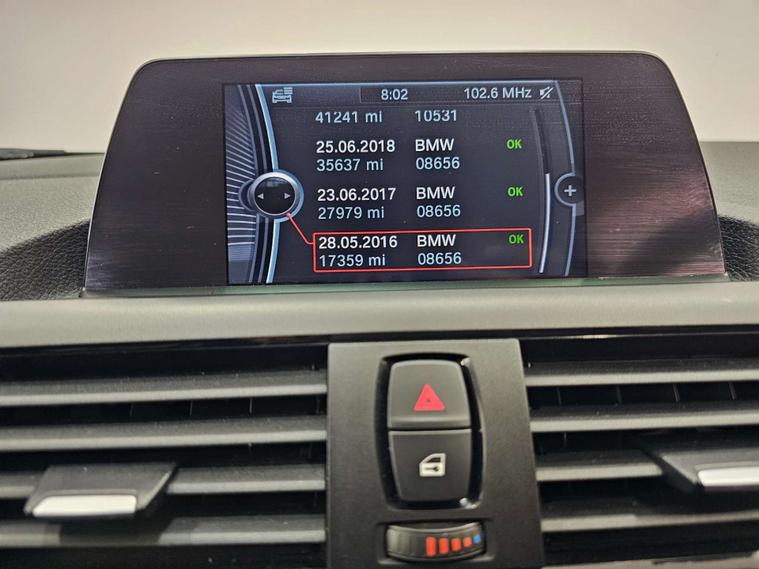 8:02 102.6 MHz
41241 mi 10531
25.06.2018 BMW OK
35637 mi 08656
23.06.2017 BMW OK
27979 mi 08656
28.05.2016 BMW OK
17359 mi 08656